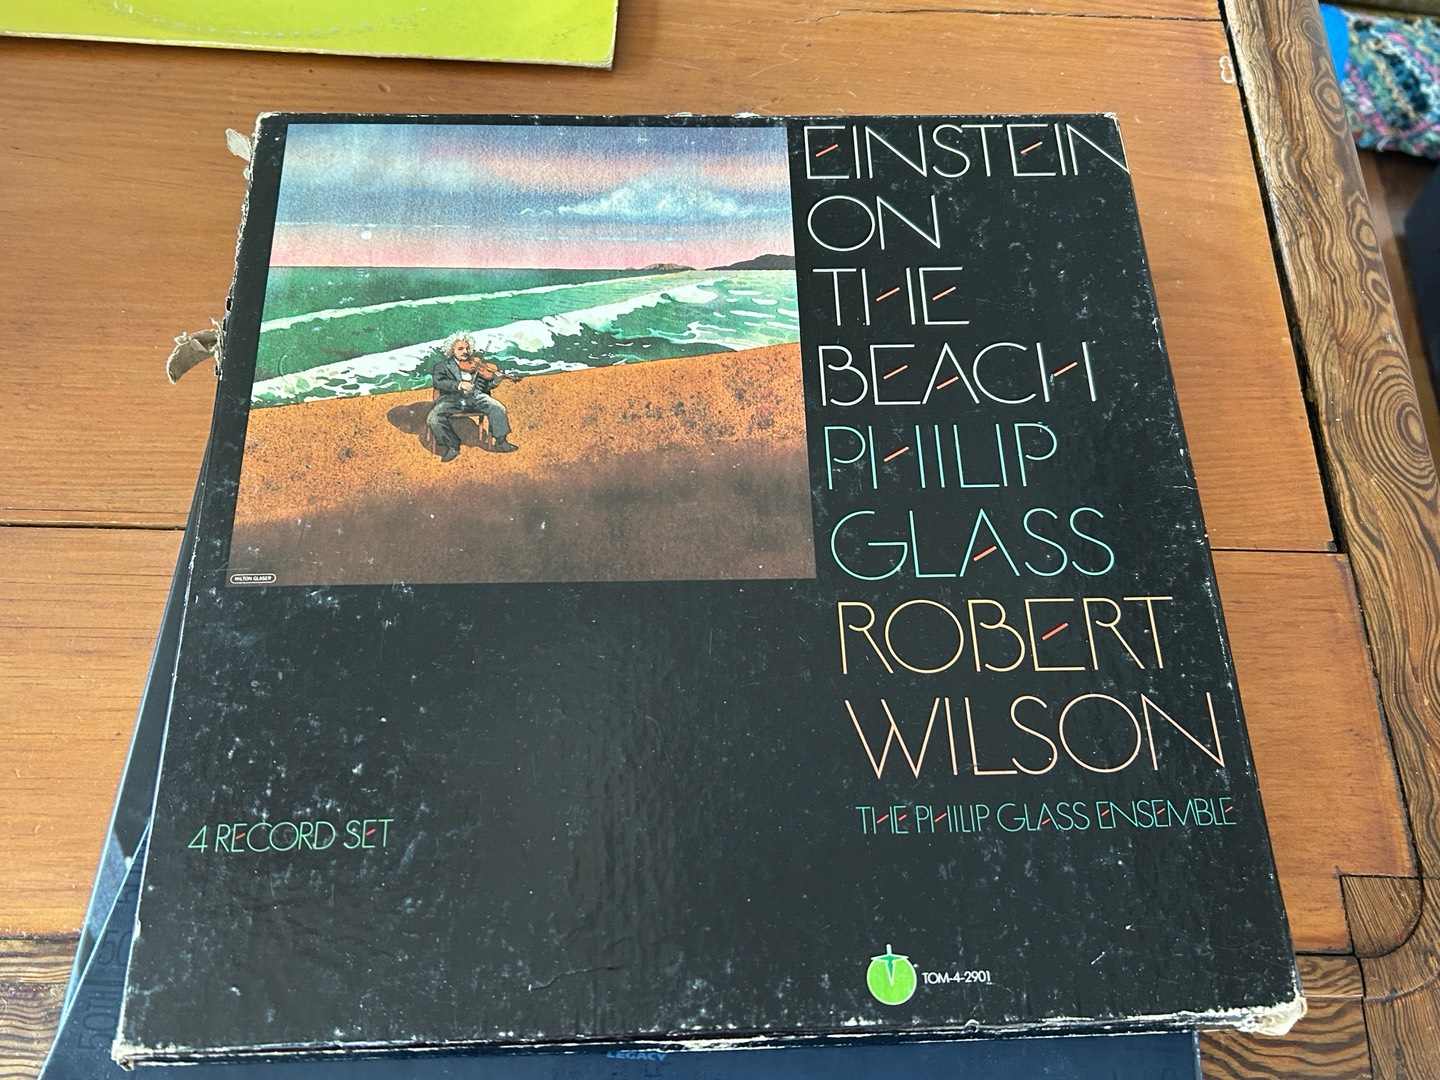 EINSTEIN
ON
THE
BEACH
PHILIP
GLASS
ROBERT
WILSON
THE PHILIP GLASS ENSEMBLE
MILTON GLASER
4 RECORD SET
TOM-4-2901
LEGACY